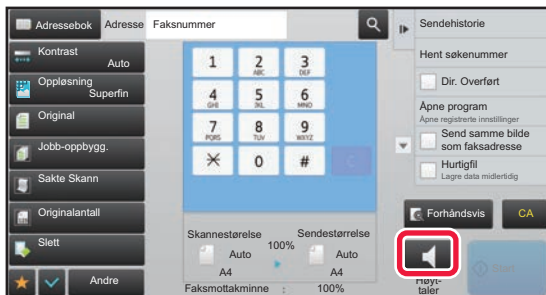 Adressebok
Adresse
Faksnummer
Kontrast
Auto
Oppløsning
Superfin
Original
Jobb-oppbygg.
Sakte Skann
Originalantall
Slett
Andre
1
2
ABC
3
DEF
4
GHI
5
JKL
6
MNO
7
PQRS
8
TUV
9
WXYZ
0
#
C
Skannestørelse
Sendestørrelse
100%
Auto
A4
Auto
A4
Faksmottakminne : 100%
Sendehistorie
Hent søkenummer
Dir. Overført
Åpne program
Åpne registrerte innstillinger
Send samme bilde
som faksadresse
Hurtigfil
Lagre data midlertidig
Forhåndsvis
CA
Høyt-
taler
Start